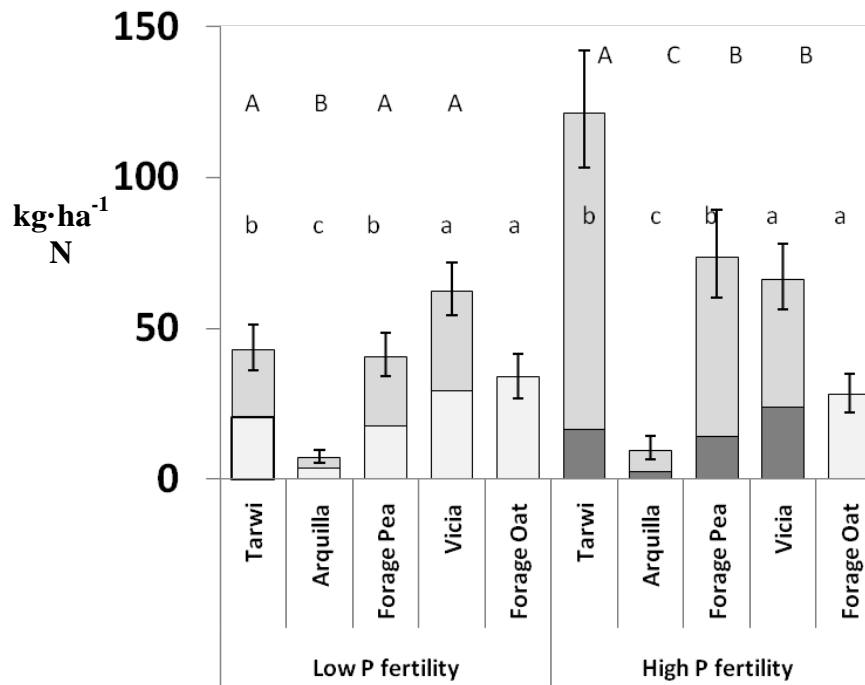 150
A C B B
A B A A
100
kg·ha-1
N
b c b a a b c b a a
50
0
Tarwi
Arquilla
Forage Pea
Vicia
Forage Oat
Tarwi
Arquilla
Forage Pea
Vicia
Forage Oat
Low P fertility
High P fertility